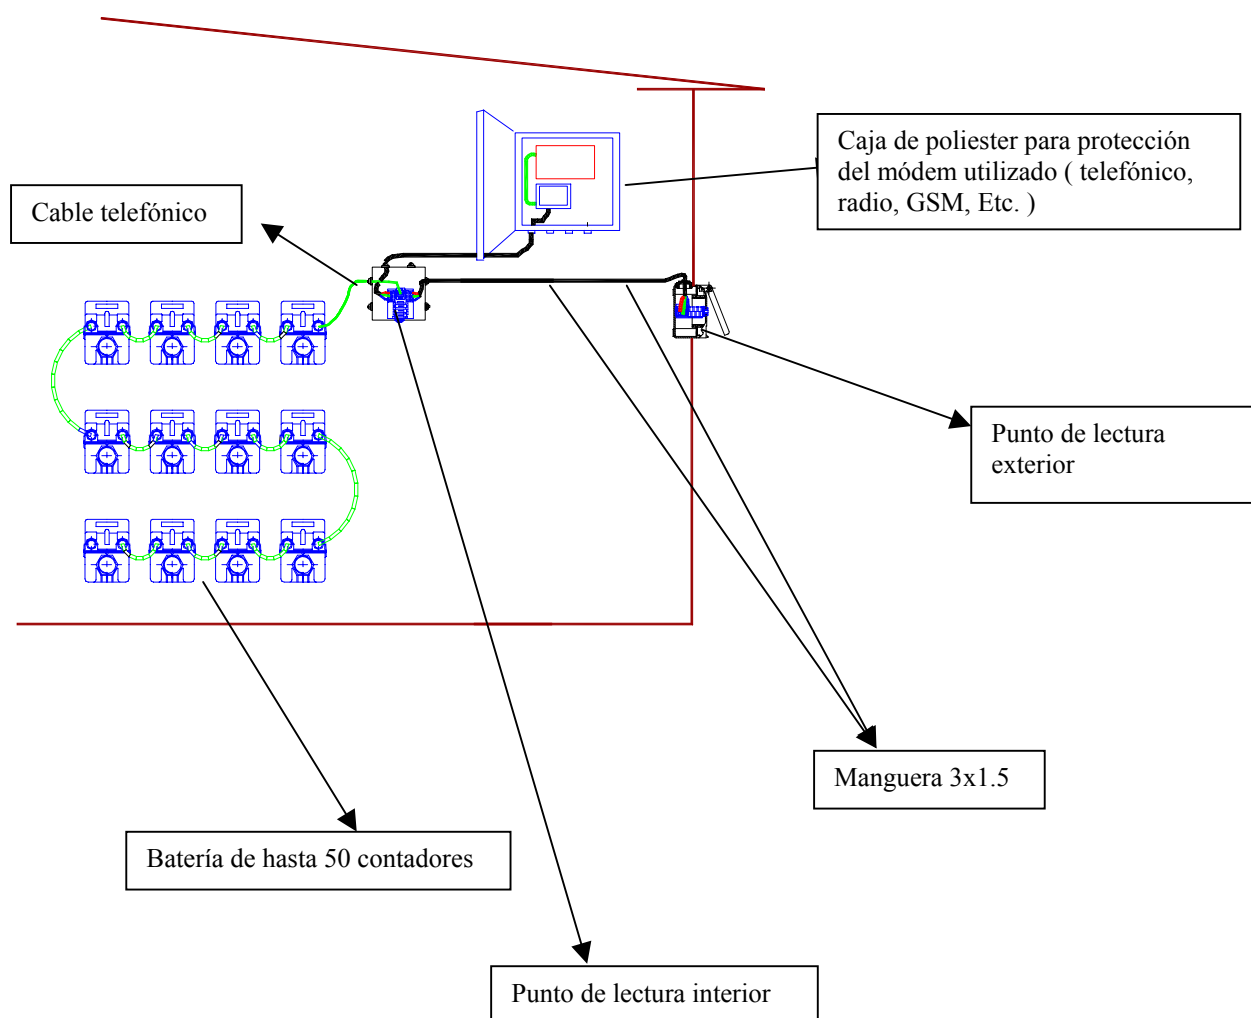 Caja de poliester para protección
del módem utilizado ( telefónico,
radio, GSM, Etc. )
Cable telefónico
Punto de lectura
exterior
Manguera 3x1.5
Batería de hasta 50 contadores
Punto de lectura interior